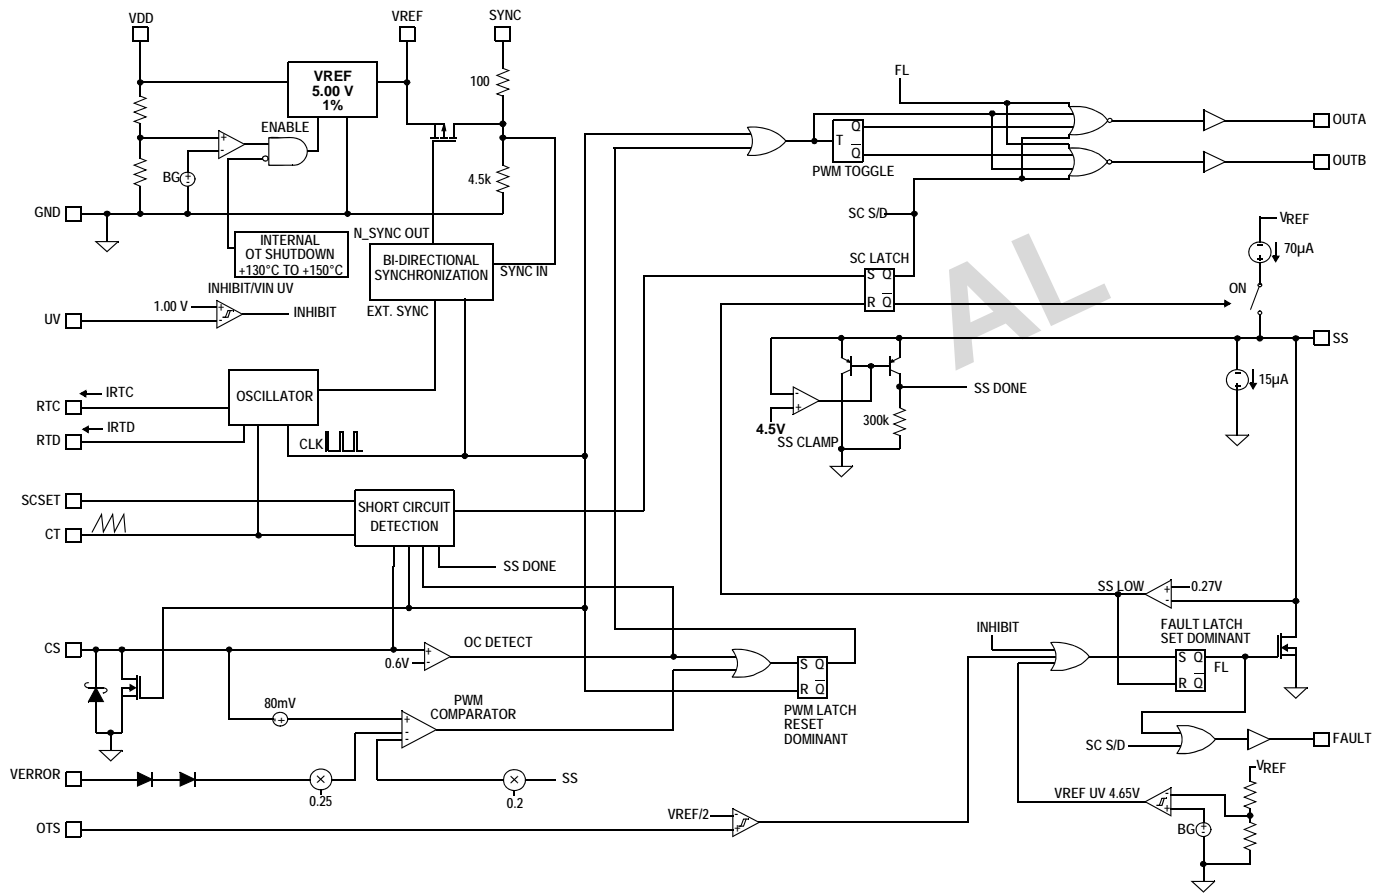 VDD
VREF
SYNC
VREF
5.00 V
1%
100
FL
ENABLE
+
-
BG
4.5k
T
Q
Q
PWM TOGGLE
OUTA
OUTB
GND
N_SYNC OUT
SC S/D
VREF
INTERNAL
OT SHUTDOWN
+130°C TO +150°C
BI-DIRECTIONAL
SYNCHRONIZATION
SYNC IN
SC LATCH
S Q
R Q
70µA
ON
INHIBIT/VIN UV
EXT. SYNC
1.00 V
+
-
INHIBIT
UV
AL
SS
IRTC
OSCILLATOR
RTC
IRTD
RTD
-
+
SS DONE
15µA
4.5V
SS CLAMP
300k
CLK
SCSET
SHORT CIRCUIT
DETECTION
CT
SS DONE
SS LOW
+
-
0.27V
CS
OC DETECT
+
-
0.6V
INHIBIT
FAULT LATCH
SET DOMINANT
S Q
R Q
FL
S Q
R Q
80mV
+
PWM
COMPARATOR
+
-
-
PWM LATCH
RESET
DOMINANT
SC S/D
FAULT
VERROR
×
0.25
×
0.2
SS
VREF
VREF UV 4.65V
-
+
VREF/2
-
+
OTS
BG